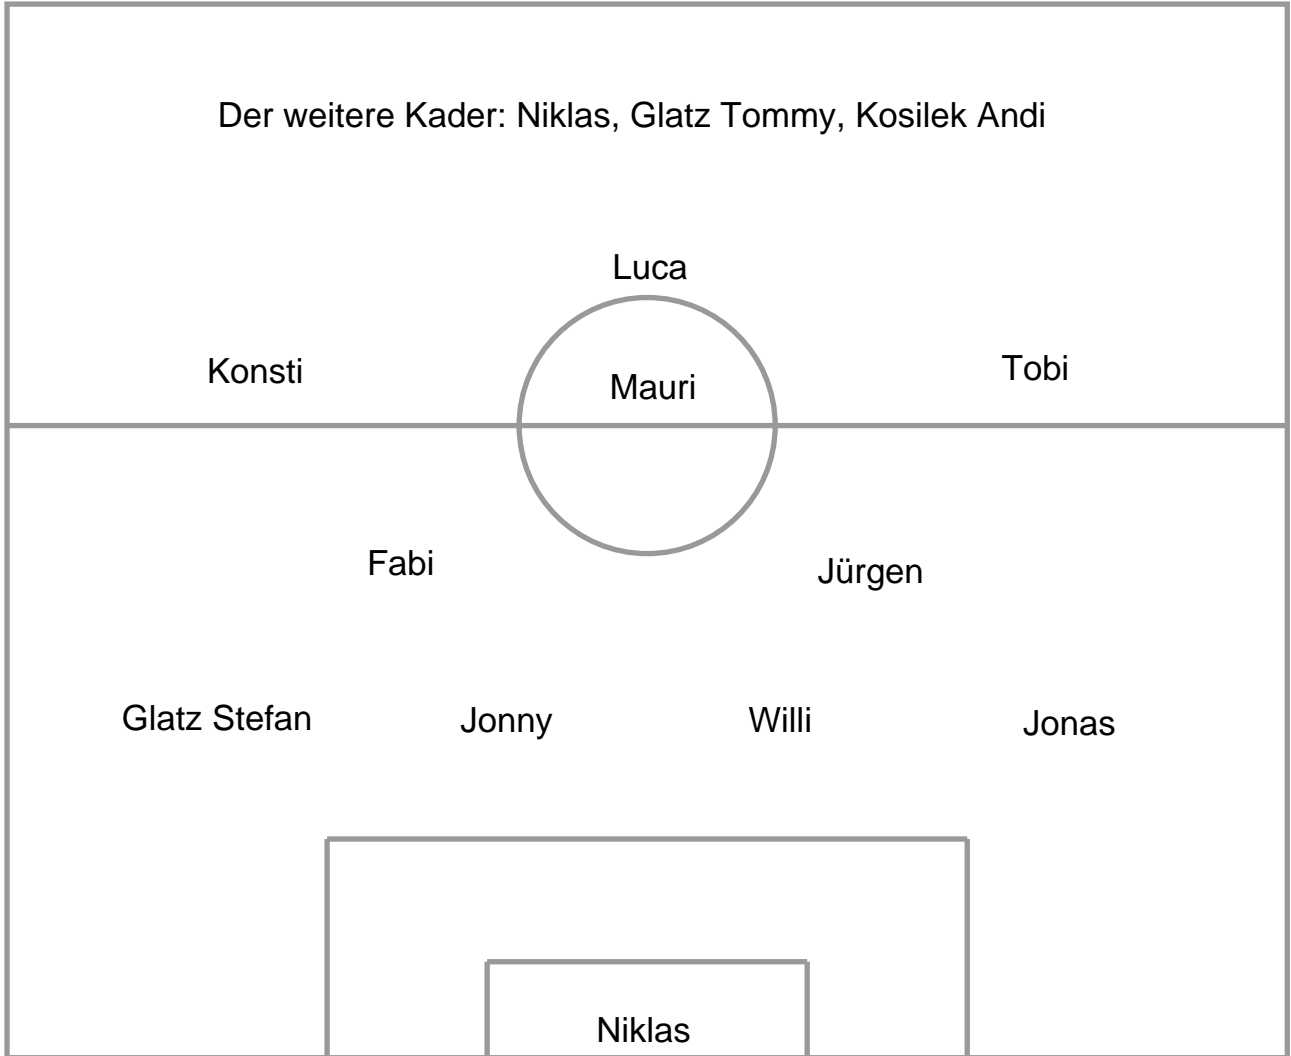 Der weitere Kader: Niklas, Glatz Tommy, Kosilek Andi
Luca
Konsti
Mauri
Tobi
Fabi
Jürgen
Glatz Stefan
Jonny
Willi
Jonas
Niklas